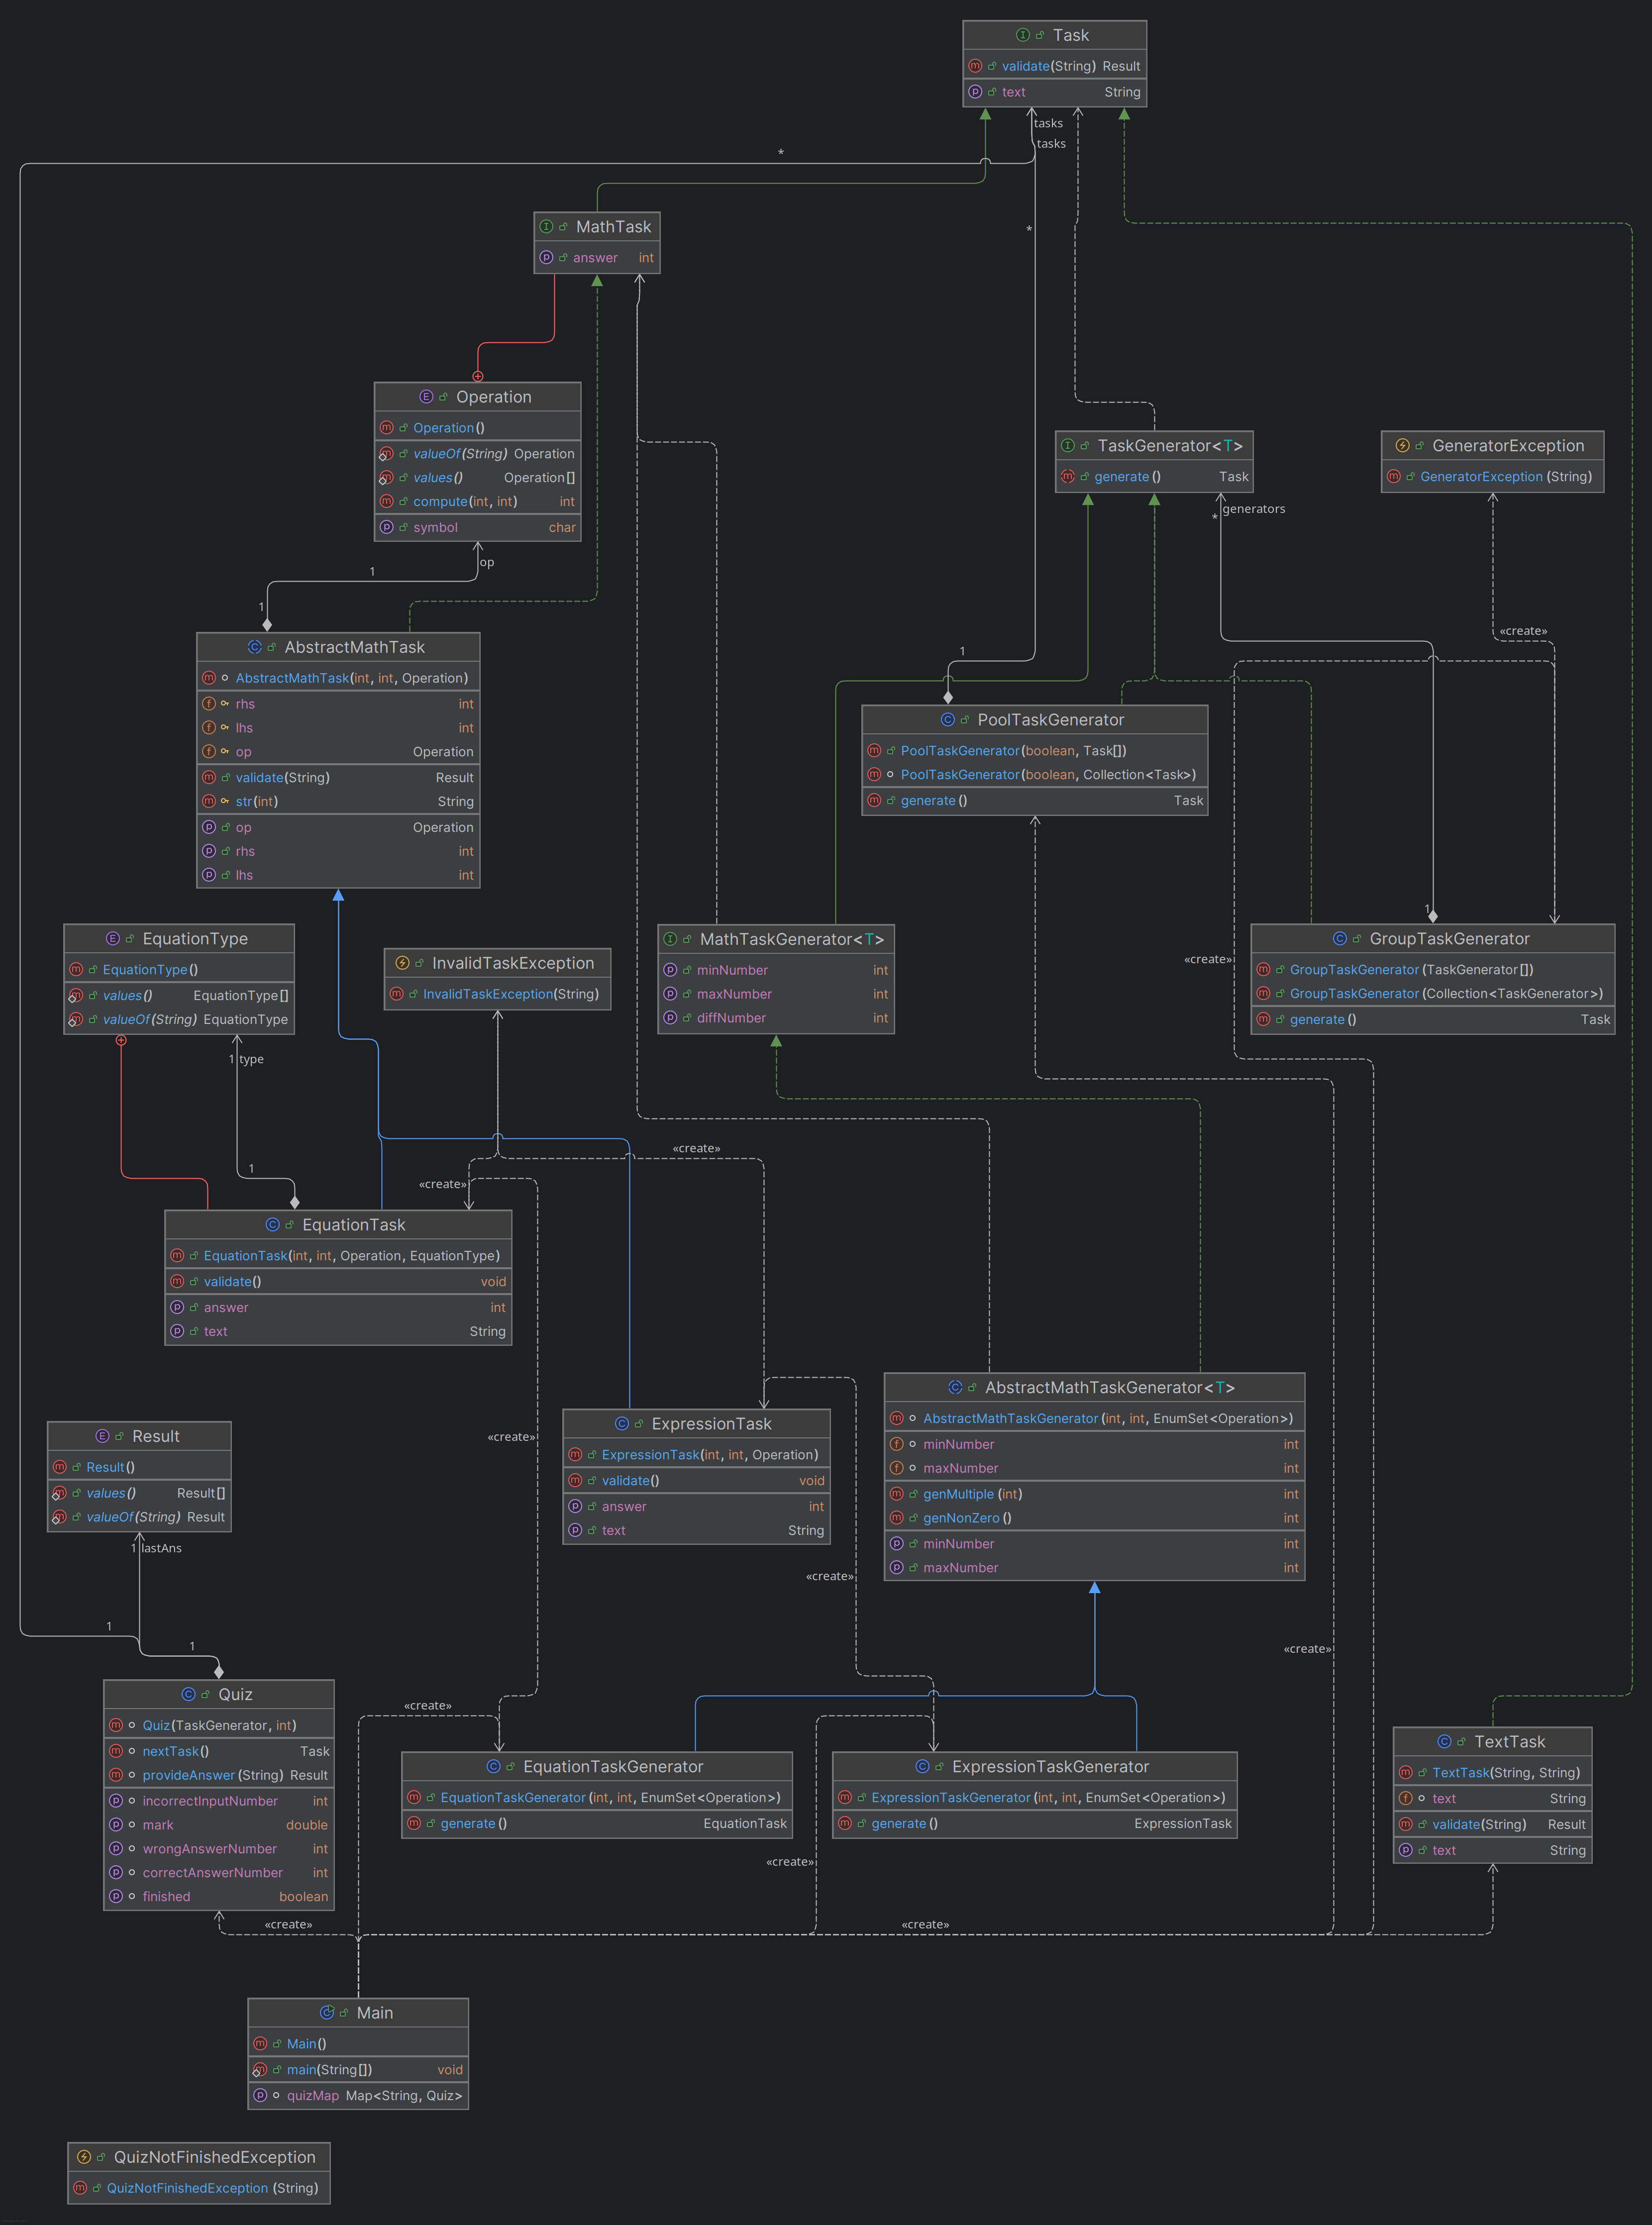 Task
validate(String) Result
text String
tasks
tasks
*
*
MathTask
answer int
Operation
Operation()
valueOf(String) Operation
values() Operation[]
compute(int, int) int
symbol char
op
1
1
TaskGenerator<T>
generate() Task
generators
*
GeneratorException
GeneratorException(String)
«create»
AbstractMathTask
AbstractMathTask(int, int, Operation)
rhs int
lhs int
op Operation
validate(String) Result
str(int) String
op Operation
rhs int
lhs int
1
PoolTaskGenerator
PoolTaskGenerator(boolean, Task[])
PoolTaskGenerator(boolean, Collection<Task>)
generate() Task
EquationType
EquationType()
values() EquationType[]
valueOf(String) EquationType
1 type
1
InvalidTaskException
InvalidTaskException(String)
MathTaskGenerator<T>
minNumber int
maxNumber int
diffNumber int
1
GroupTaskGenerator
GroupTaskGenerator(TaskGenerator[])
GroupTaskGenerator(Collection<TaskGenerator>)
generate() Task
«create»
«create»
«create»
EquationTask
EquationTask(int, int, Operation, EquationType)
validate() void
answer int
text String
«create»
ExpressionTask
ExpressionTask(int, int, Operation)
validate() void
answer int
text String
AbstractMathTaskGenerator<T>
AbstractMathTaskGenerator(int, int, EnumSet<Operation>)
minNumber int
maxNumber int
genMultiple(int) int
genNonZero() int
minNumber int
maxNumber int
«create»
Result
Result()
values() Result[]
valueOf(String) Result
1 lastAns
1
1
«create»
Quiz
Quiz(TaskGenerator, int)
nextTask() Task
provideAnswer(String) Result
incorrectInputNumber int
mark double
wrongAnswerNumber int
correctAnswerNumber int
finished boolean
«create»
EquationTaskGenerator
EquationTaskGenerator(int, int, EnumSet<Operation>)
generate() EquationTask
ExpressionTaskGenerator
ExpressionTaskGenerator(int, int, EnumSet<Operation>)
generate() ExpressionTask
«create»
TextTask
TextTask(String, String)
text String
validate(String) Result
text String
«create»
«create»
Main
Main()
main(String[]) void
quizMap Map<String, Quiz>
QuizNotFinishedException
QuizNotFinishedException(String)